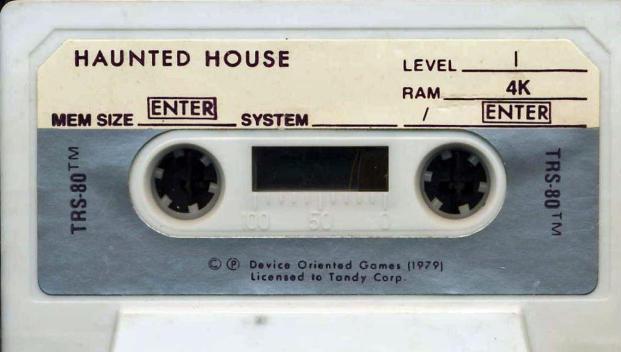 HAUNTED HOUSE
LEVEL I
RAM 4K
MEM SIZE ENTER SYSTEM / ENTER
TRS-80™
TRS-80™
100 50 0
© ℗ Device Oriented Games (1979)
Licensed to Tandy Corp.